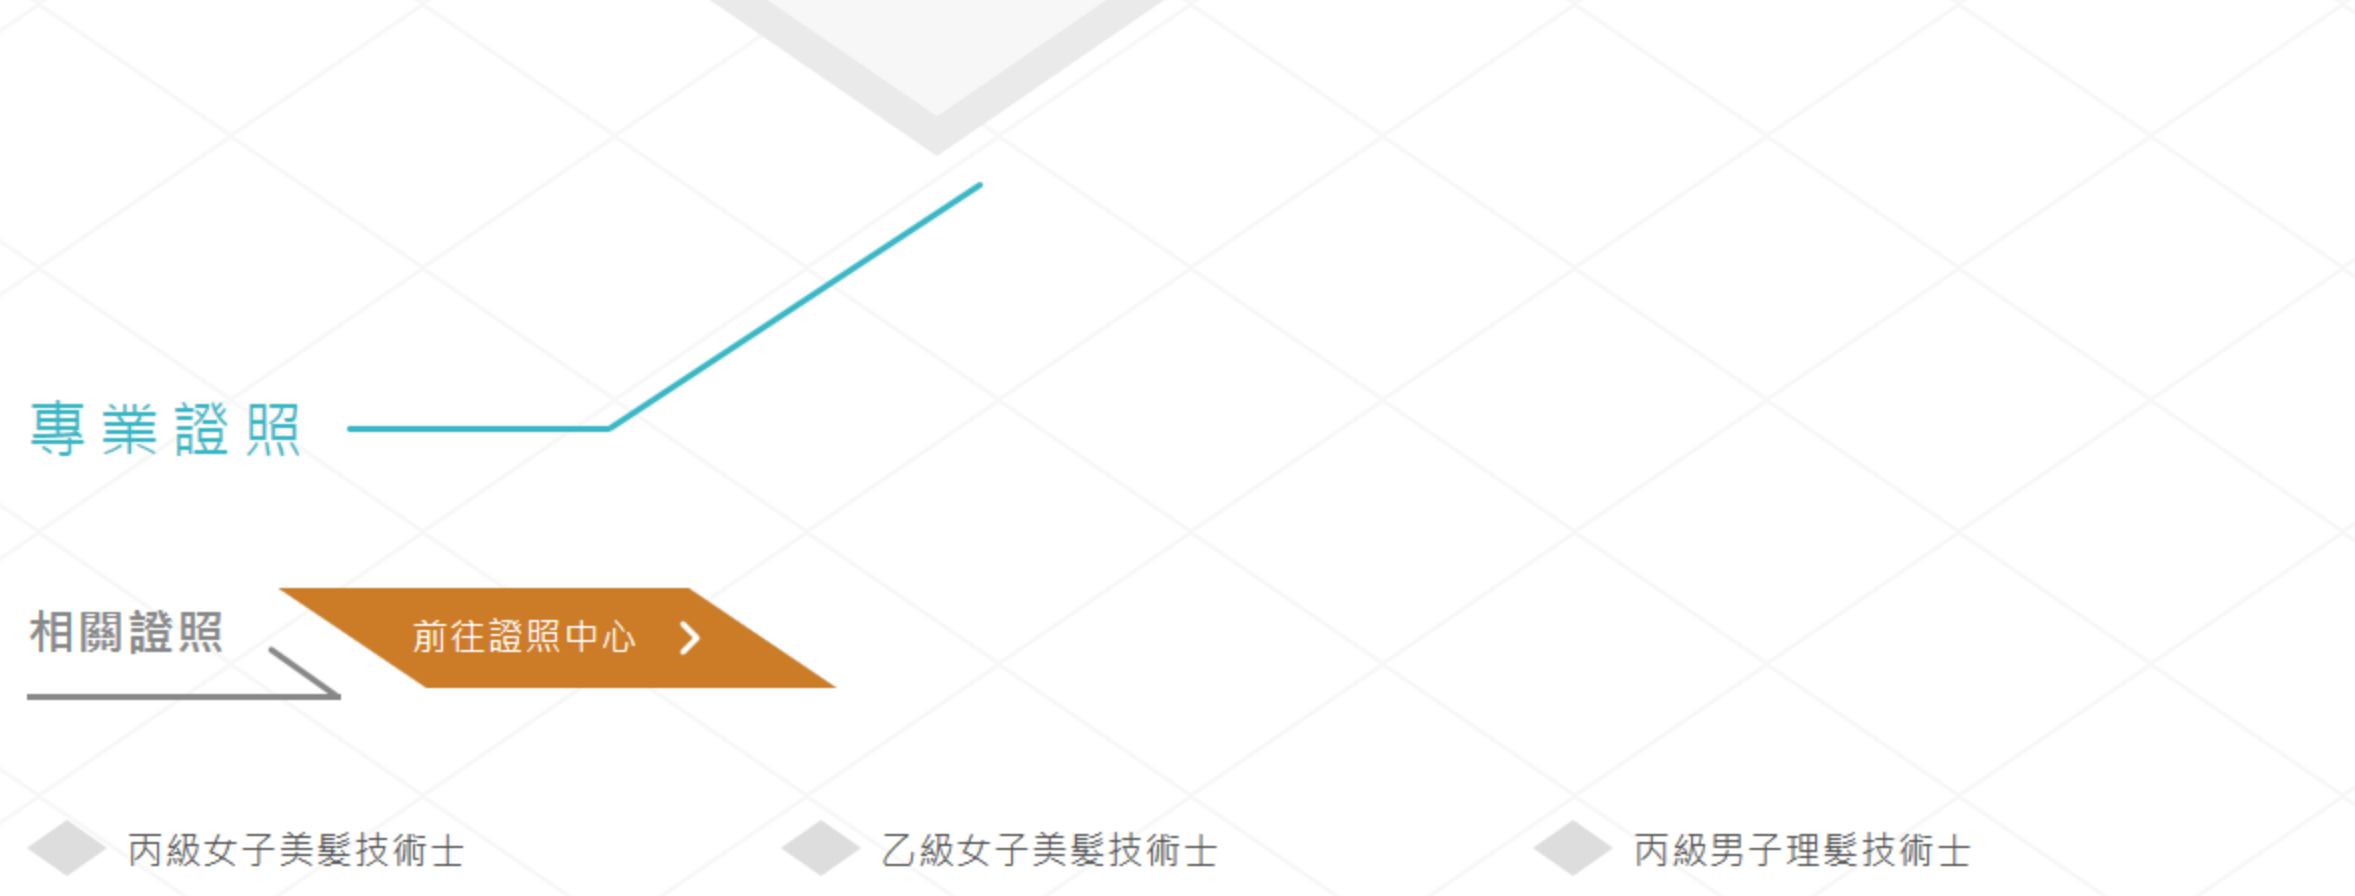 專業證照
相關證照
前往證照中心
丙級女子美髮技術士
乙級女子美髮技術士
丙級男子理髮技術士